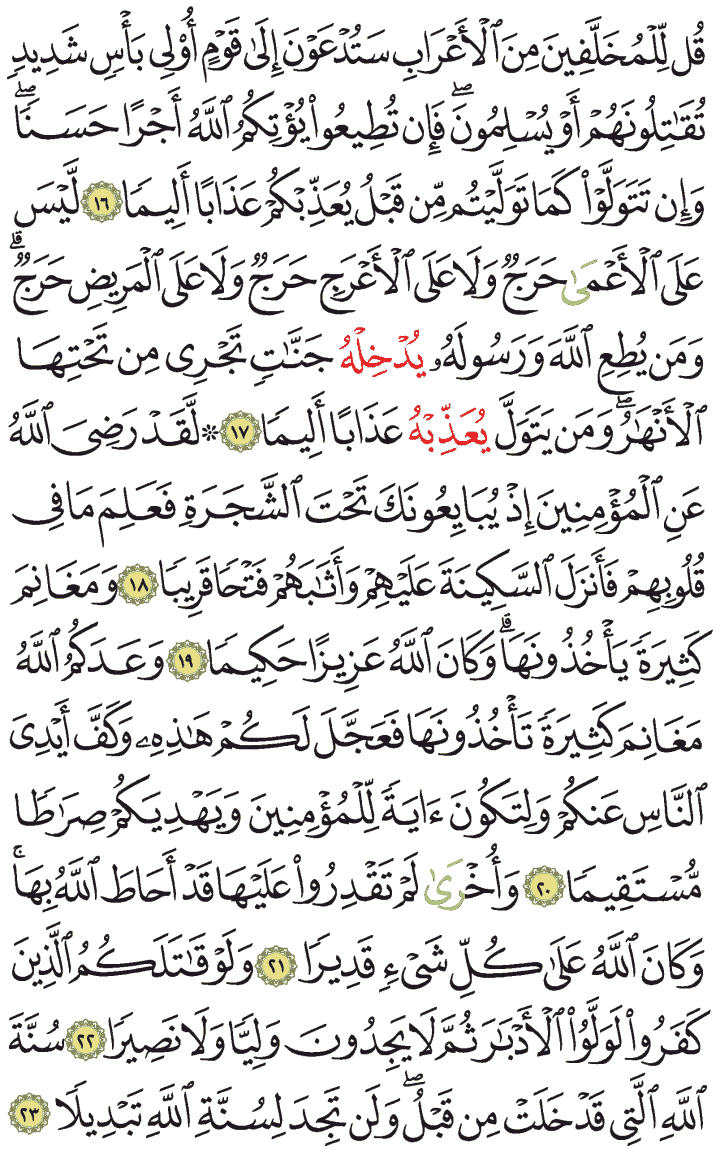 قُل لِّلْمُخَلَّفِينَ مِنَ ٱلْأَعْرَابِ سَتُدْعَوْنَ إِلَىٰ قَوْمٍ أُوْلِي بَأْسٖ شَدِيدٖ
تُقَٰتِلُونَهُمْ أَوْ يُسْلِمُونَۖ فَإِن تُطِيعُواْ يُؤْتِكُمُ ٱللَّهُ أَجْرًا حَسَنٗاۖ
وَإِن تَتَوَلَّوْاْ كَمَا تَوَلَّيْتُم مِّن قَبْلُ يُعَذِّبْكُمْ عَذَابًا أَلِيمٗا ١٦ لَّيْسَ
عَلَى ٱلْأَعْمَىٰ حَرَجٞ وَلَا عَلَى ٱلْأَعْرَجِ حَرَجٞ وَلَا عَلَى ٱلْمَرِيضِ حَرَجٞۗ
وَمَن يُطِعِ ٱللَّهَ وَرَسُولَهُۥ نُدْخِلْهُ جَنَّٰتٖ تَجْرِي مِن تَحْتِهَا
ٱلْأَنْهَٰرُۖ وَمَن يَتَوَلَّ نُعَذِّبْهُ عَذَابًا أَلِيمٗا ١٧ ۞ لَّقَدْ رَضِيَ ٱللَّهُ
عَنِ ٱلْمُؤْمِنِينَ إِذْ يُبَايِعُونَكَ تَحْتَ ٱلشَّجَرَةِ فَعَلِمَ مَا فِي
قُلُوبِهِمْ فَأَنزَلَ ٱلسَّكِينَةَ عَلَيْهِمْ وَأَثَٰبَهُمْ فَتْحٗا قَرِيبٗا ١٨ وَمَغَانِمَ
كَثِيرَةٗ يَأْخُذُونَهَاۗ وَكَانَ ٱللَّهُ عَزِيزًا حَكِيمٗا ١٩ وَعَدَكُمُ ٱللَّهُ
مَغَانِمَ كَثِيرَةٗ تَأْخُذُونَهَا فَعَجَّلَ لَكُمْ هَٰذِهِۦ وَكَفَّ أَيْدِيَ
ٱلنَّاسِ عَنكُمْ وَلِتَكُونَ ءَايَةٗ لِّلْمُؤْمِنِينَ وَيَهْدِيَكُمْ صِرَٰطٗا
مُّسْتَقِيمٗا ٢٠ وَأُخْرَىٰ لَمْ تَقْدِرُواْ عَلَيْهَا قَدْ أَحَاطَ ٱللَّهُ بِهَاۚ
وَكَانَ ٱللَّهُ عَلَىٰ كُلِّ شَيْءٖ قَدِيرٗا ٢١ وَلَوْ قَٰتَلَكُمُ ٱلَّذِينَ
كَفَرُواْ لَوَلَّوُاْ ٱلْأَدْبَٰرَ ثُمَّ لَا يَجِدُونَ وَلِيّٗا وَلَا نَصِيرٗا ٢٢ سُنَّةَ
ٱللَّهِ ٱلَّتِي قَدْ خَلَتْ مِن قَبْلُۖ وَلَن تَجِدَ لِسُنَّةِ ٱللَّهِ تَبْدِيلٗا ٢٣